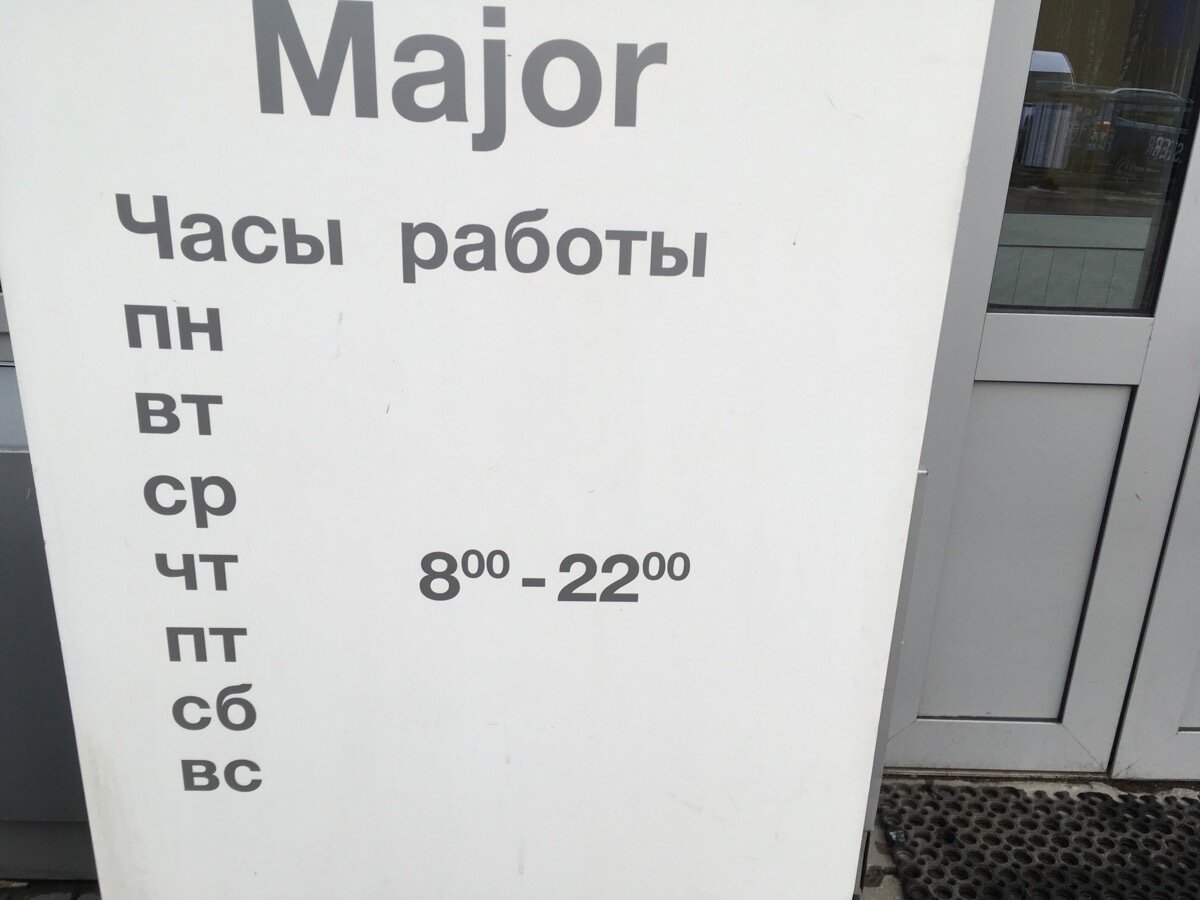 Major
Часы работы
пн
вт
ср
чт 8⁰⁰ - 22⁰⁰
пт
сб
вс